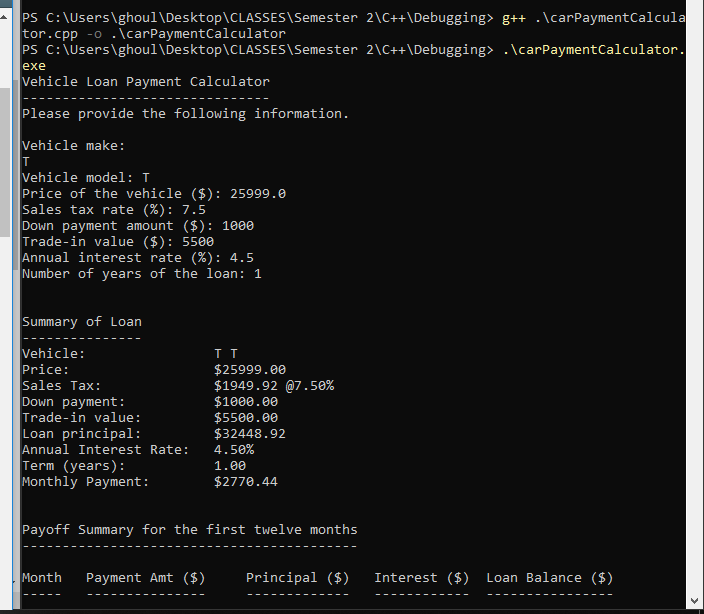 PS C:\Users\ghoul\Desktop\CLASSES\Semester 2\C++\Debugging> g++ .\carPaymentCalcula
tor.cpp -o .\carPaymentCalculator
PS C:\Users\ghoul\Desktop\CLASSES\Semester 2\C++\Debugging> .\carPaymentCalculator.
exe
Vehicle Loan Payment Calculator
-------------------------------
Please provide the following information.
Vehicle make:
T
Vehicle model: T
Price of the vehicle ($): 25999.0
Sales tax rate (%): 7.5
Down payment amount ($): 1000
Trade-in value ($): 5500
Annual interest rate (%): 4.5
Number of years of the loan: 1
Summary of Loan
---------------
Vehicle: T T
Price: $25999.00
Sales Tax: $1949.92 @7.50%
Down payment: $1000.00
Trade-in value: $5500.00
Loan principal: $32448.92
Annual Interest Rate: 4.50%
Term (years): 1.00
Monthly Payment: $2770.44
Payoff Summary for the first twelve months
------------------------------------------
Month Payment Amt ($) Principal ($) Interest ($) Loan Balance ($)
----- --------------- ------------- ------------ ----------------